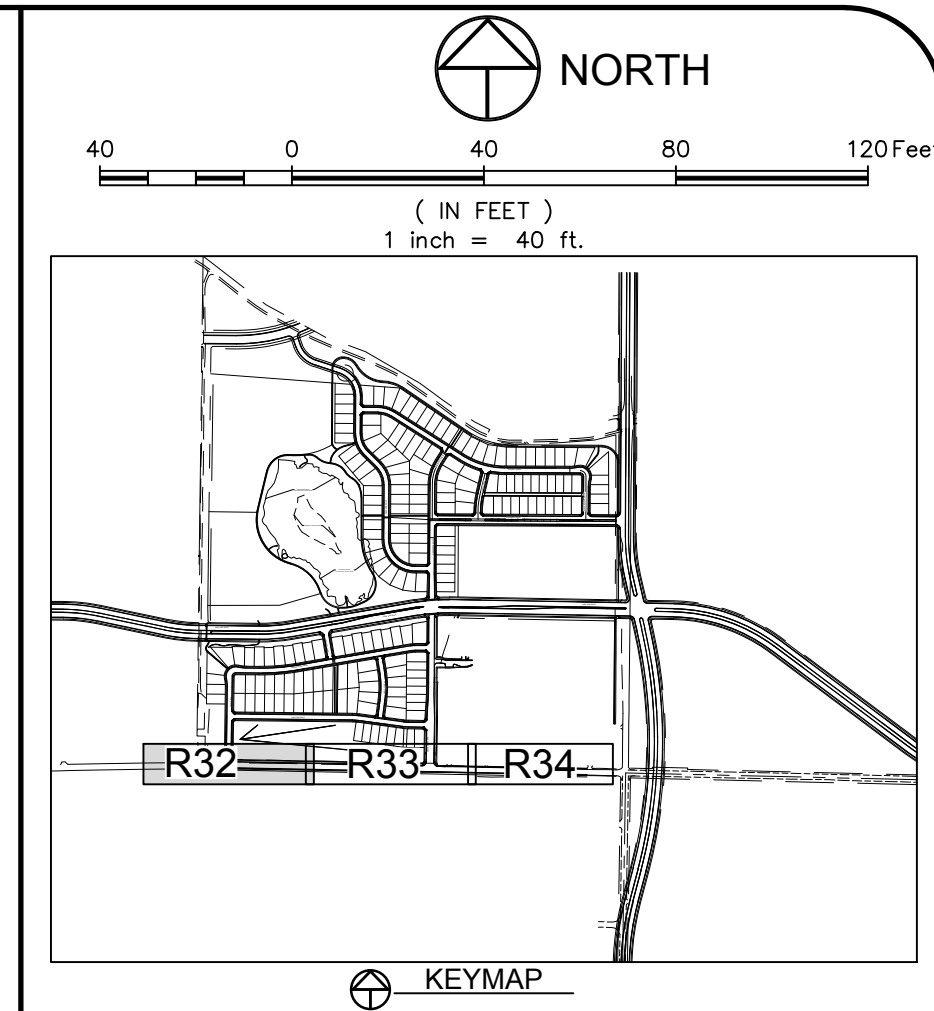 NORTH
40 0 40 80 120 Feet
( IN FEET )
1 inch = 40 ft.
R32 R33 R34
KEYMAP